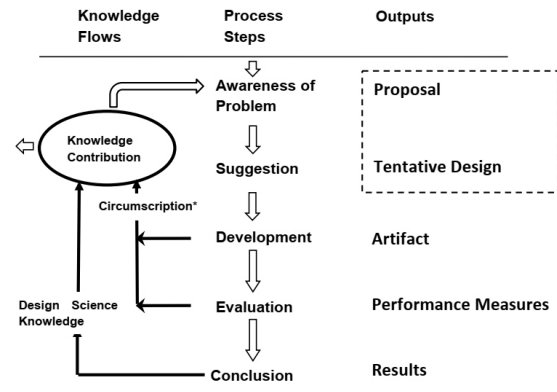 Knowledge Flows
Process Steps
Outputs
Awareness of Problem
Proposal
Knowledge Contribution
Suggestion
Tentative Design
Circumscription*
Development
Artifact
Design Science Knowledge
Evaluation
Performance Measures
Conclusion
Results